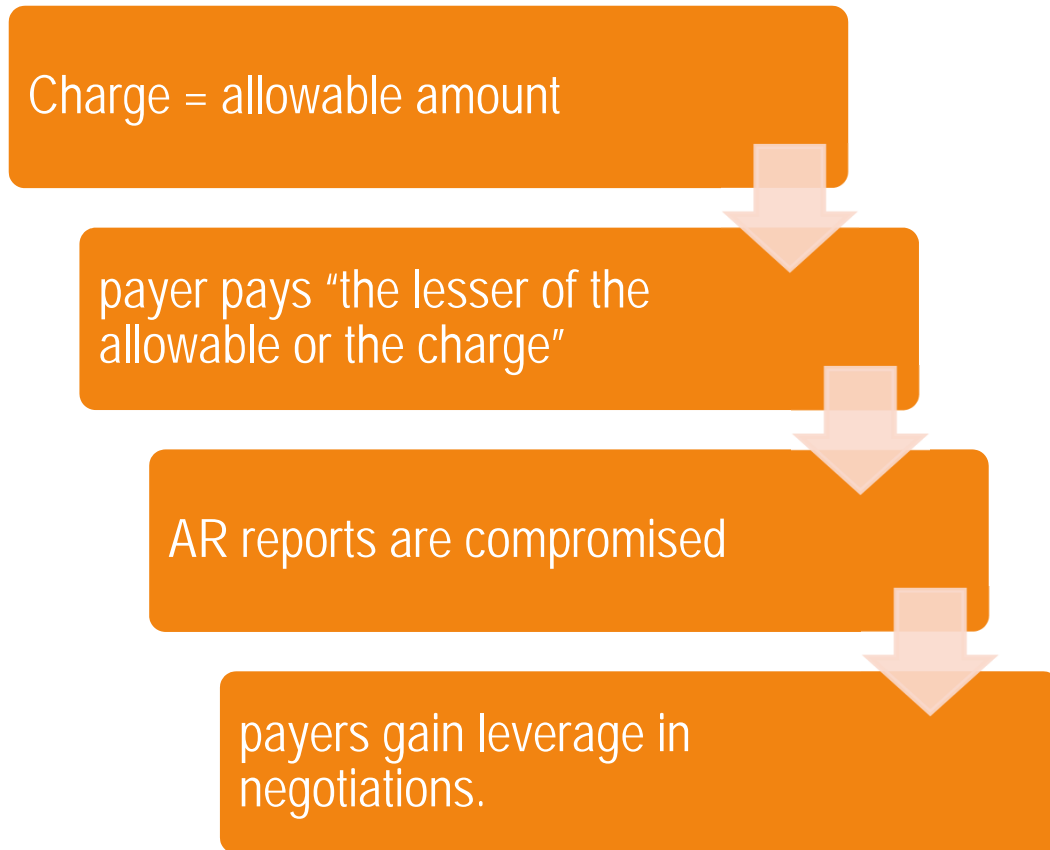 Charge = allowable amount
payer pays “the lesser of the
allowable or the charge”
AR reports are compromised
payers gain leverage in
negotiations.